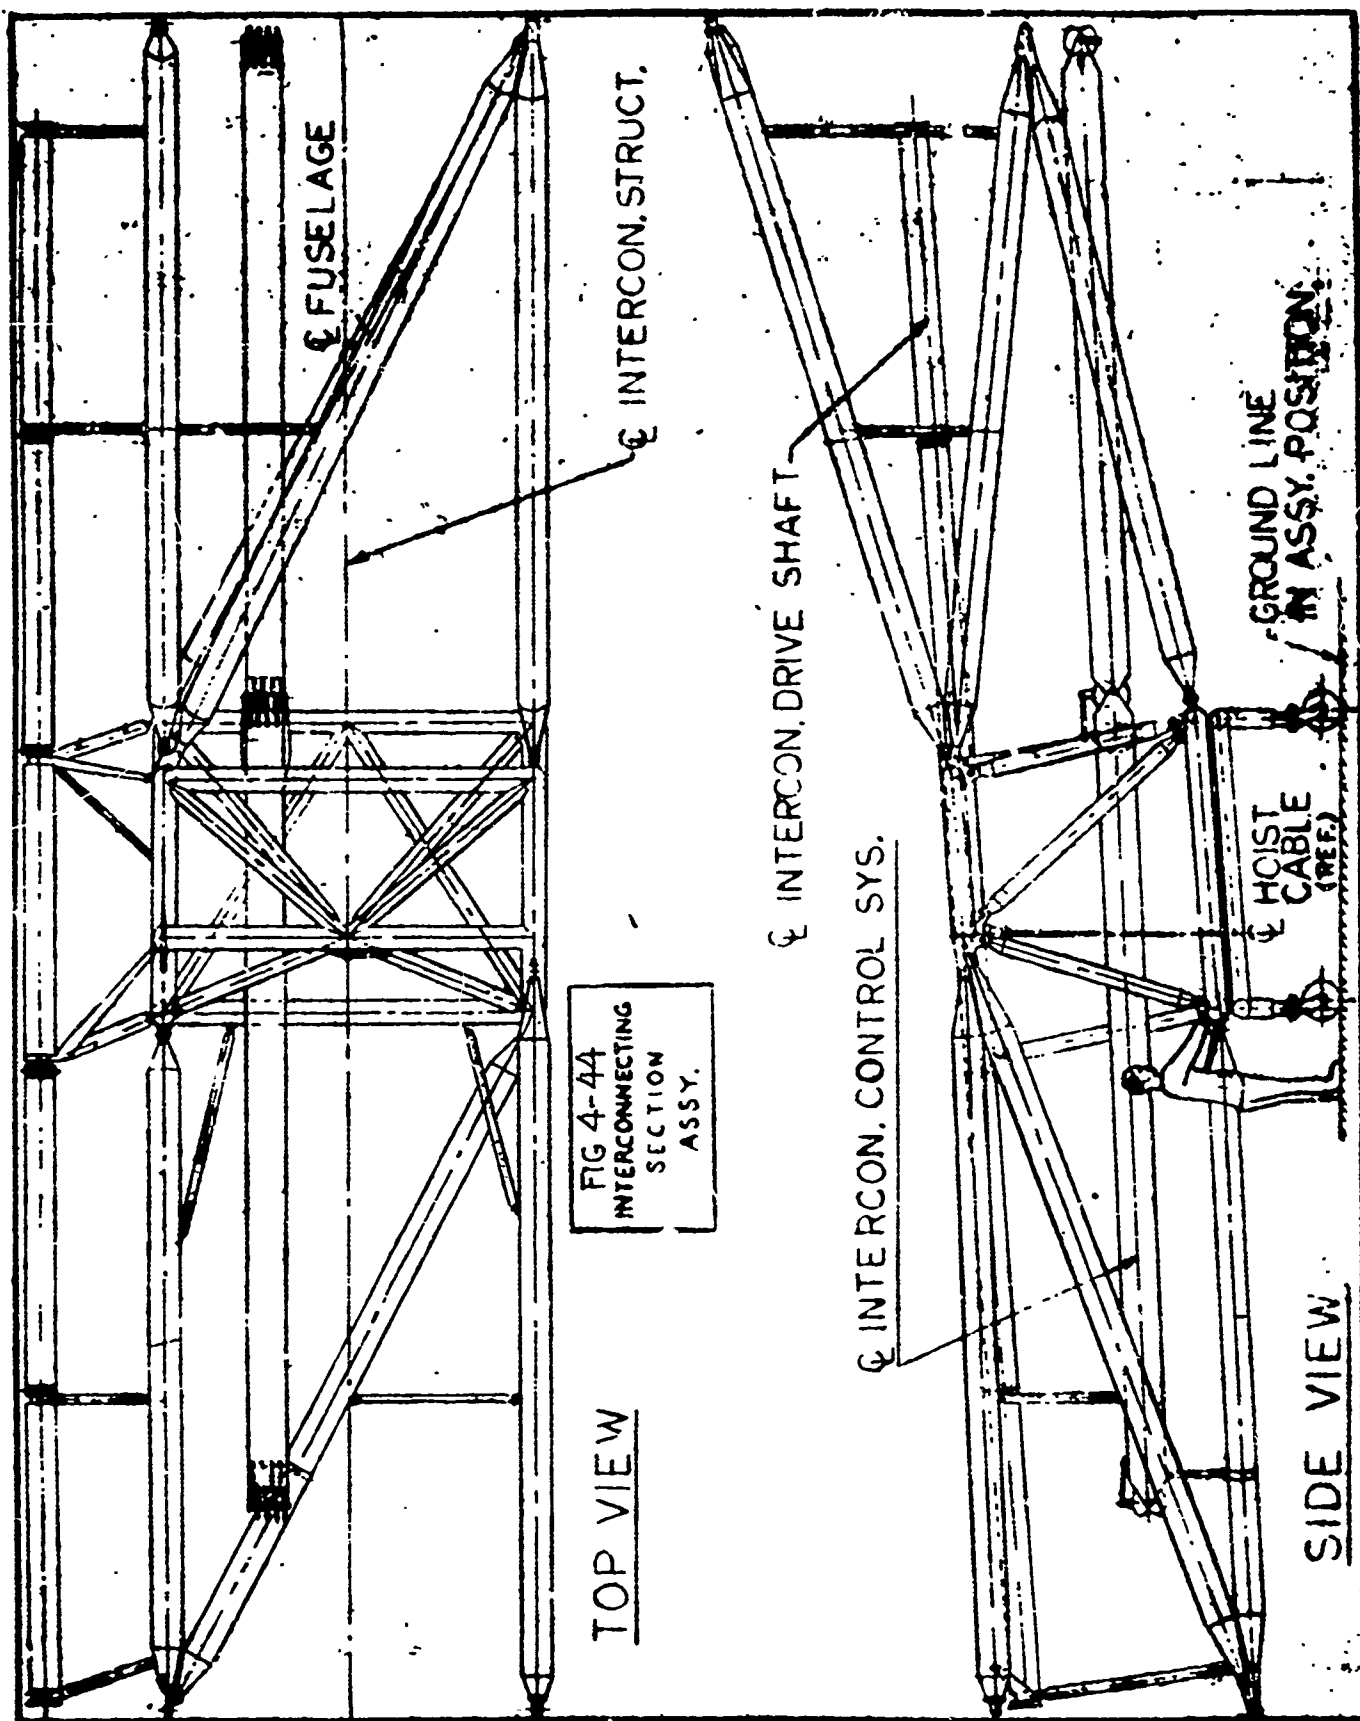 ℄ FUSELAGE
℄ INTERCON. STRUCT.
FIG 4-44
INTERCONNECTING
SECTION
ASSY.
TOP VIEW
℄ INTERCON. DRIVE SHAFT
℄ INTERCON. CONTROL SYS.
GROUND LINE
IN ASSY. POSITION
℄ HOIST
CABLE
(REF.)
SIDE VIEW